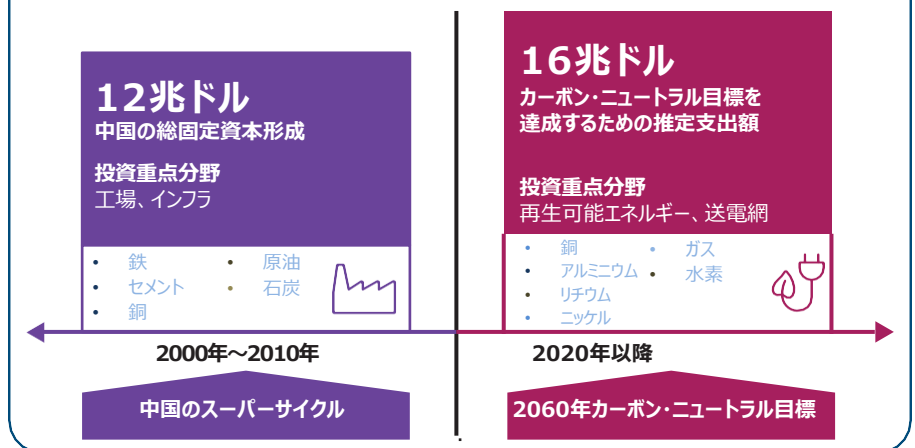 12兆ドル
中国の総固定資本形成
投資重点分野
工場、インフラ
• 鉄
• セメント
• 銅
• 原油
• 石炭
2000年～2010年
中国のスーパーサイクル
16兆ドル
カーボン・ニュートラル目標を
達成するための推定支出額
投資重点分野
再生可能エネルギー、送電網
• 銅
• アルミニウム
• リチウム
• ニッケル
• ガス
• 水素
2020年以降
2060年カーボン・ニュートラル目標